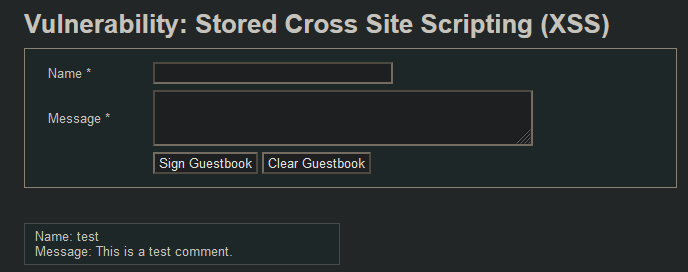 Vulnerability: Stored Cross Site Scripting (XSS)
Name *
Message *
Sign Guestbook Clear Guestbook
Name: test
Message: This is a test comment.